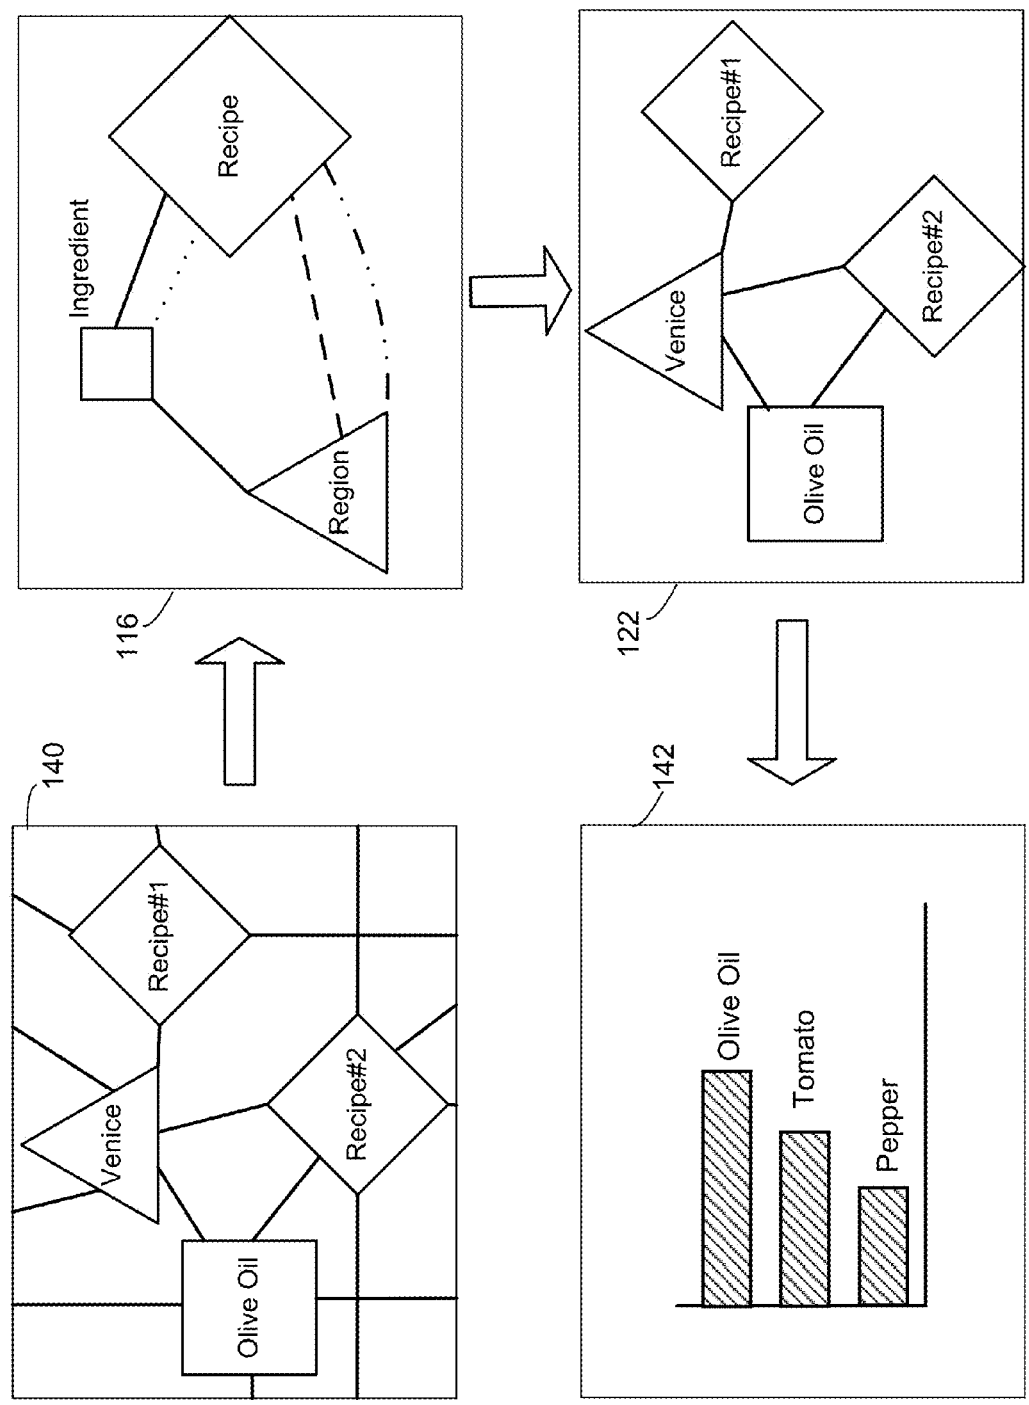 140
Venice
Recipe#1
Olive Oil
Recipe#2
116
Ingredient
Recipe
Region
142
Olive Oil
Tomato
Pepper
122
Venice
Recipe#1
Olive Oil
Recipe#2